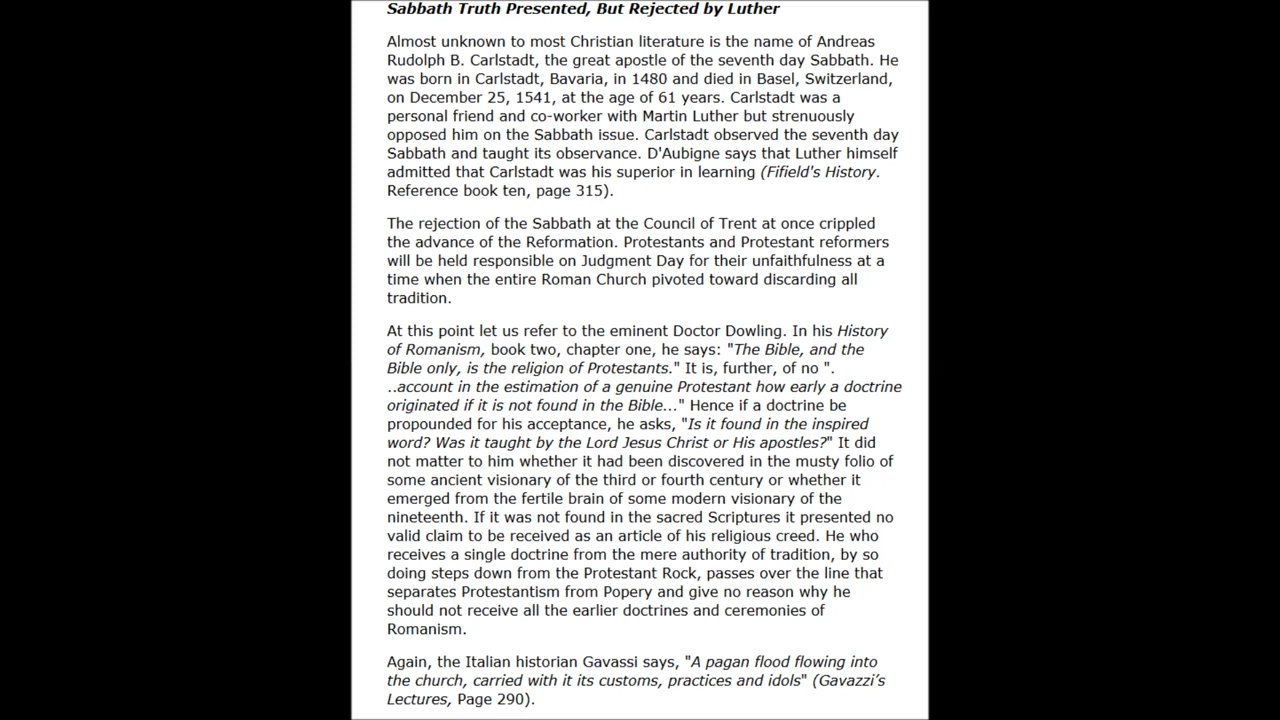 Sabbath Truth Presented, But Rejected by Luther
Almost unknown to most Christian literature is the name of Andreas
Rudolph B. Carlstadt, the great apostle of the seventh day Sabbath. He
was born in Carlstadt, Bavaria, in 1480 and died in Basel, Switzerland,
on December 25, 1541, at the age of 61 years. Carlstadt was a
personal friend and co-worker with Martin Luther but strenuously
opposed him on the Sabbath issue. Carlstadt observed the seventh day
Sabbath and taught its observance. D'Aubigne says that Luther himself
admitted that Carlstadt was his superior in learning (Fifield's History.
Reference book ten, page 315).
The rejection of the Sabbath at the Council of Trent at once crippled
the advance of the Reformation. Protestants and Protestant reformers
will be held responsible on Judgment Day for their unfaithfulness at a
time when the entire Roman Church pivoted toward discarding all
tradition.
At this point let us refer to the eminent Doctor Dowling. In his History
of Romanism, book two, chapter one, he says: "The Bible, and the
Bible only, is the religion of Protestants." It is, further, of no ".
..account in the estimation of a genuine Protestant how early a doctrine
originated if it is not found in the Bible..." Hence if a doctrine be
propounded for his acceptance, he asks, "Is it found in the inspired
word? Was it taught by the Lord Jesus Christ or His apostles?" It did
not matter to him whether it had been discovered in the musty folio of
some ancient visionary of the third or fourth century or whether it
emerged from the fertile brain of some modern visionary of the
nineteenth. If it was not found in the sacred Scriptures it presented no
valid claim to be received as an article of his religious creed. He who
receives a single doctrine from the mere authority of tradition, by so
doing steps down from the Protestant Rock, passes over the line that
separates Protestantism from Popery and give no reason why he
should not receive all the earlier doctrines and ceremonies of
Romanism.
Again, the Italian historian Gavassi says, "A pagan flood flowing into
the church, carried with it its customs, practices and idols" (Gavazzi’s
Lectures, Page 290).